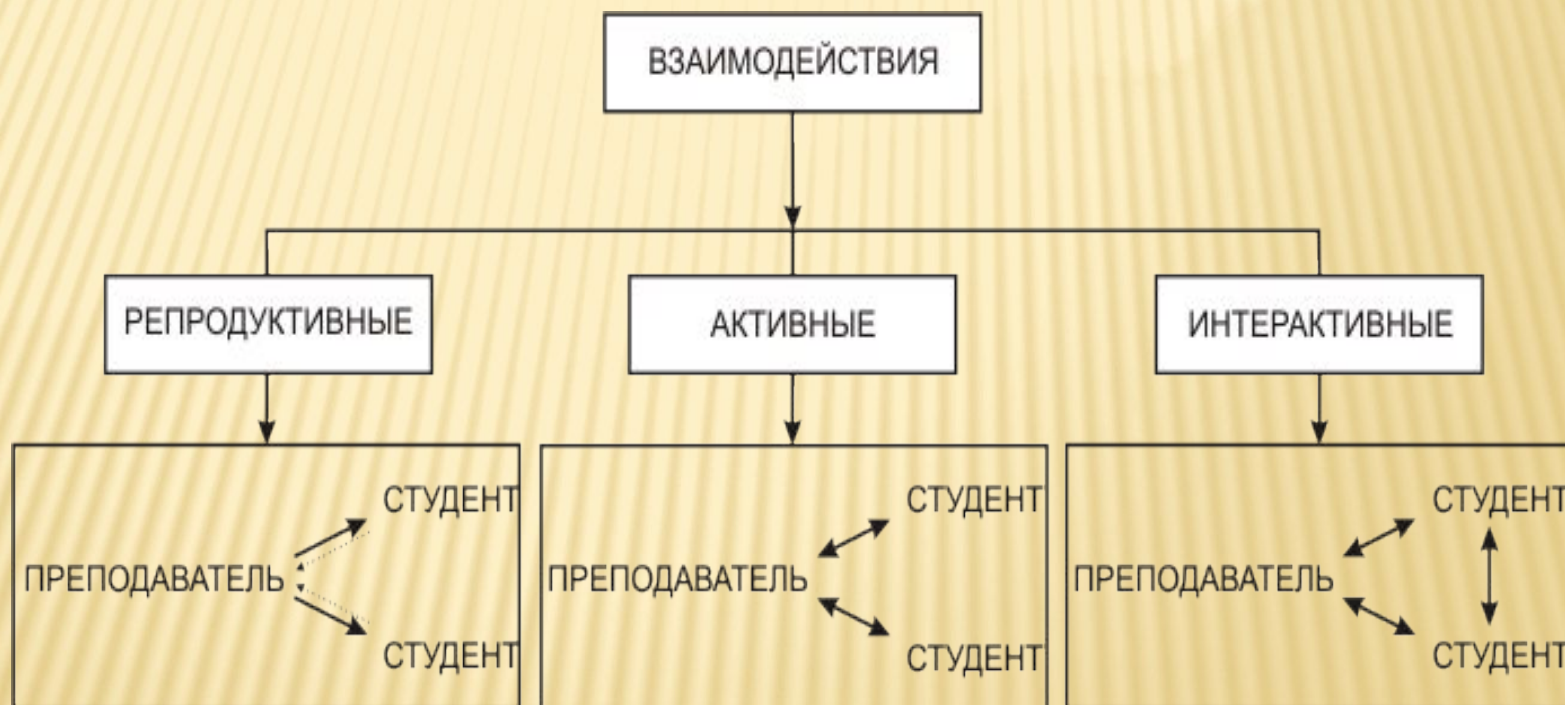 ВЗАИМОДЕЙСТВИЯ
РЕПРОДУКТИВНЫЕ
АКТИВНЫЕ
ИНТЕРАКТИВНЫЕ
СТУДЕНТ
ПРЕПОДАВАТЕЛЬ
СТУДЕНТ
СТУДЕНТ
ПРЕПОДАВАТЕЛЬ
СТУДЕНТ
СТУДЕНТ
ПРЕПОДАВАТЕЛЬ
СТУДЕНТ